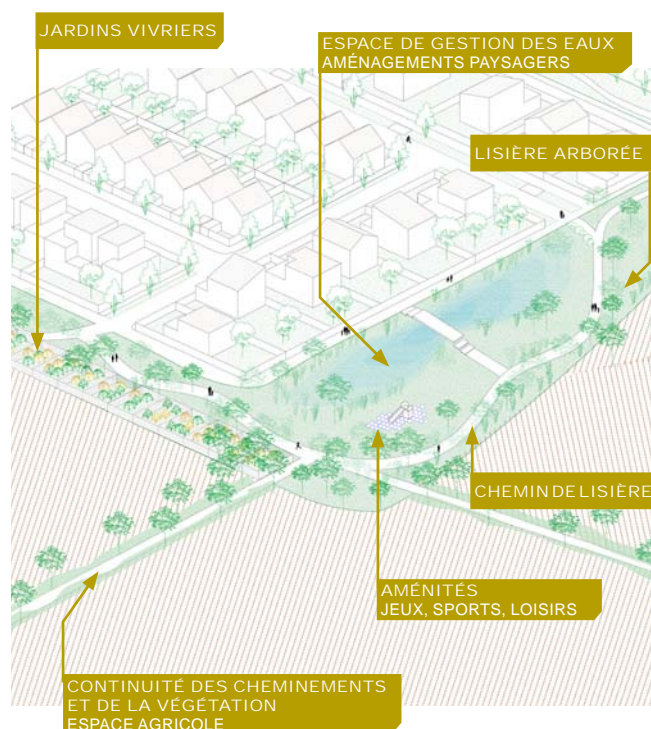 JARDINS VIVRIERS
ESPACE DE GESTION DES EAUX
AMÉNAGEMENTS PAYSAGERS
LISIÈRE ARBORÉE
CHEMIN DE LISIÈRE
AMÉNITÉS
JEUX, SPORTS, LOISIRS
CONTINUITÉ DES CHEMINEMENTS
ET DE LA VÉGÉTATION
ESPACE AGRICOLE